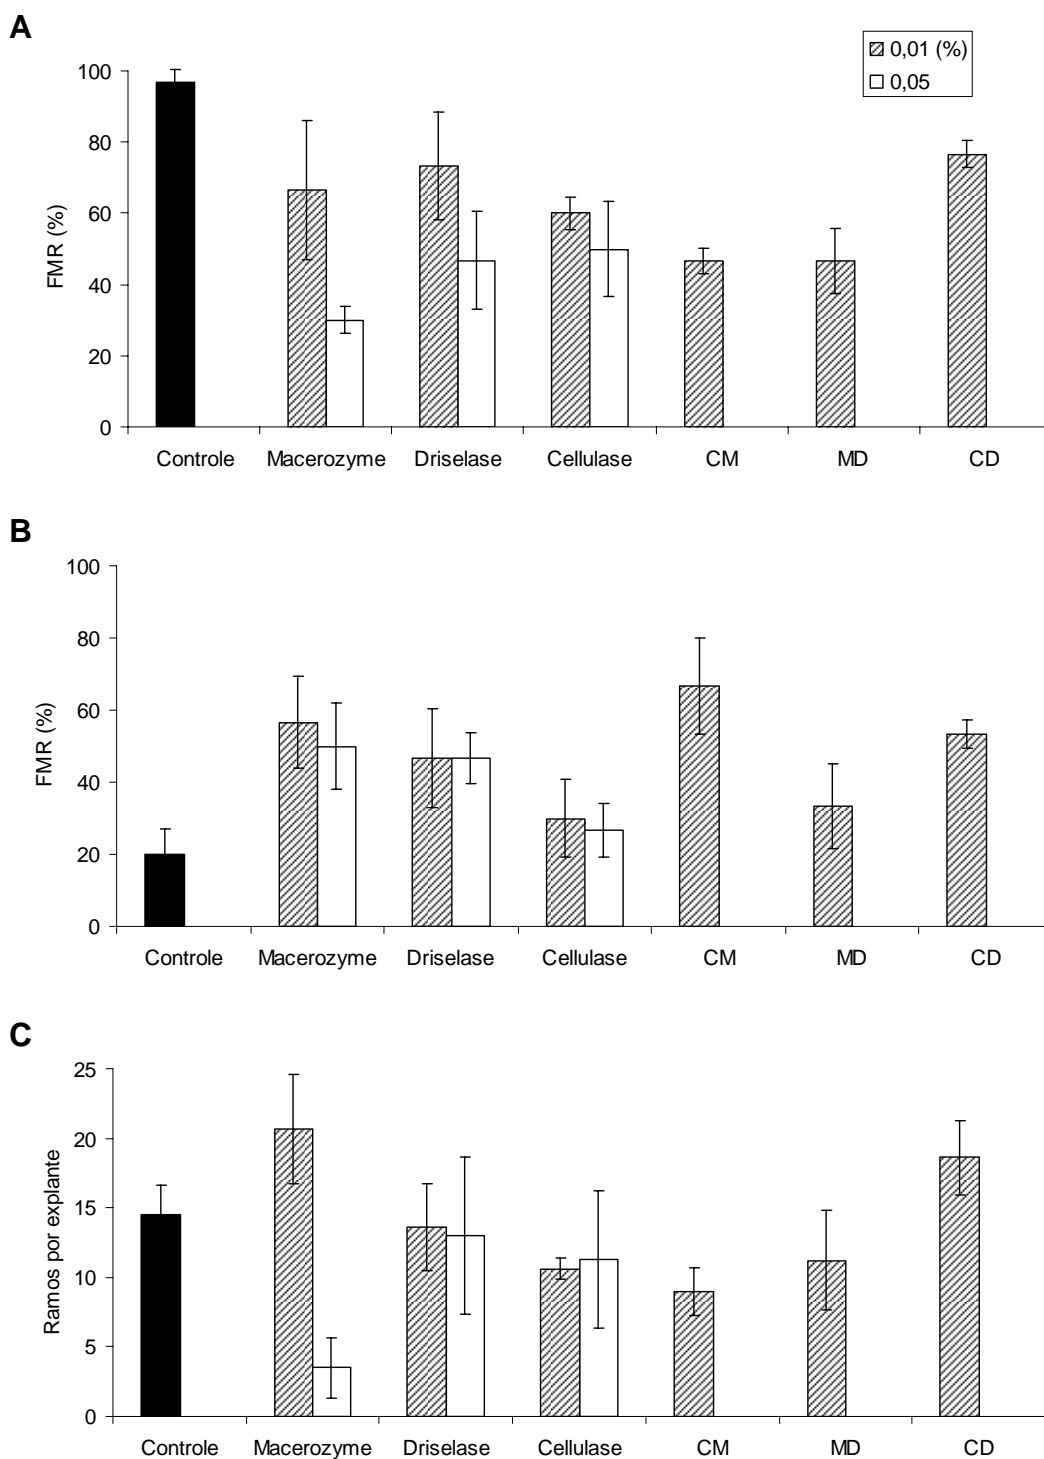 A
0,01 (%)
0,05
100
80
60
40
20
0
FMR (%)
Controle Macerozyme Driselase Cellulase CM MD CD
B
100
80
60
40
20
0
FMR (%)
Controle Macerozyme Driselase Cellulase CM MD CD
C
25
20
15
10
5
0
Ramos por explante
Controle Macerozyme Driselase Cellulase CM MD CD